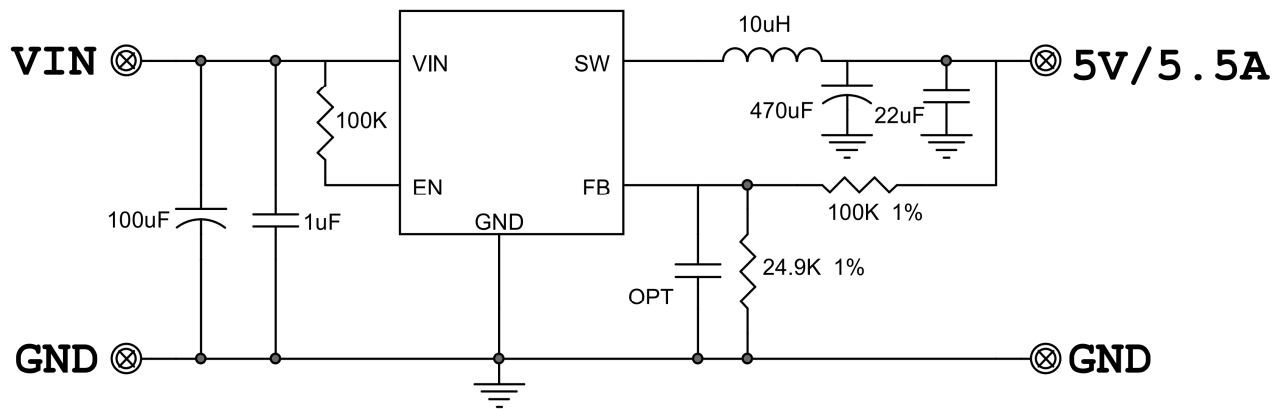 10uH
VIN
VIN
SW
5V/5.5A
100K
470uF
22uF
EN
FB
100K 1%
100uF
1uF
GND
24.9K 1%
OPT
GND
GND